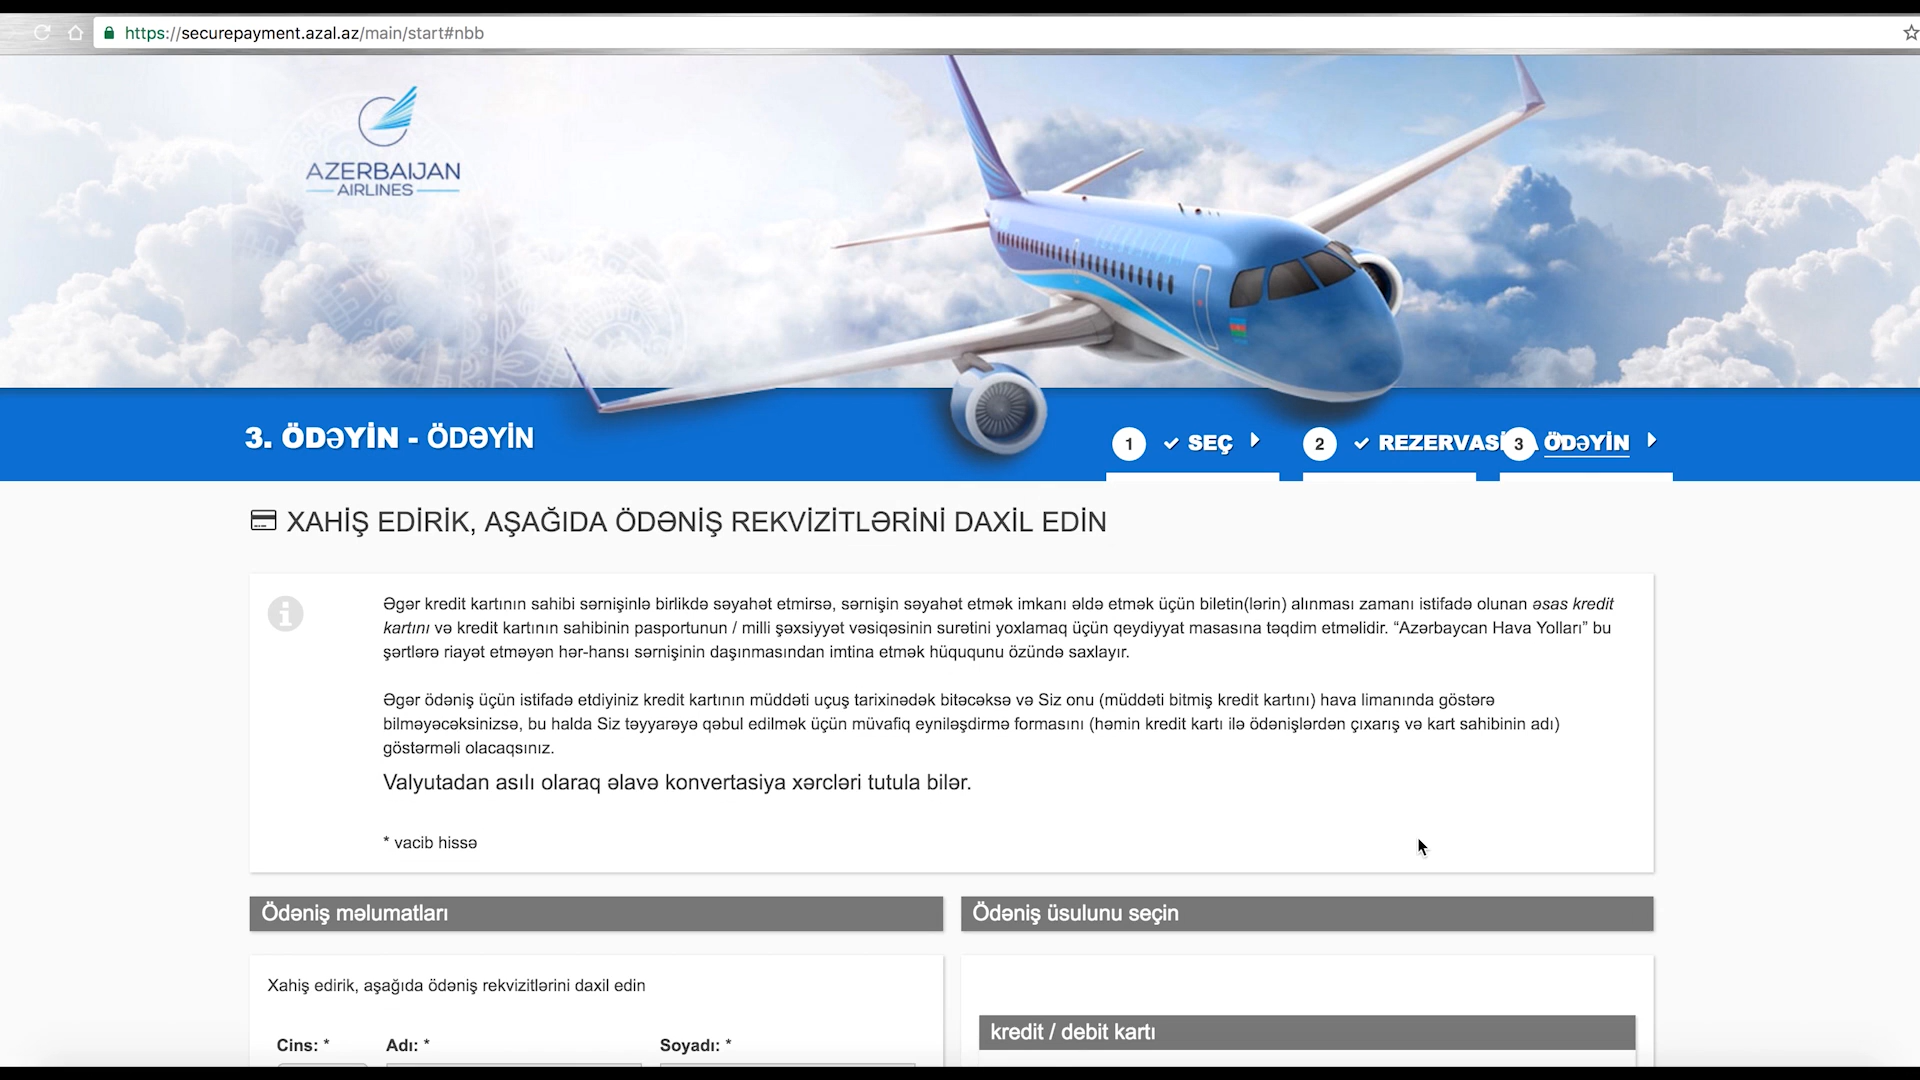 https://securepayment.azal.az/main/start#nbb
AZERBAIJAN
AIRLINES
3. ÖDƏYİN - ÖDƏYİN
1 SEÇ
2 REZERVASİ
3 ÖDƏYİN
XAHİŞ EDİRİK, AŞAĞIDA ÖDƏNİŞ REKVİZİTLƏRİNİ DAXİL EDİN
Əgər kredit kartının sahibi sərnişinlə birlikdə səyahət etmirsə, sərnişin səyahət etmək imkanı əldə etmək üçün biletin(lərin) alınması zamanı istifadə olunan əsas kredit
kartını və kredit kartının sahibinin pasportunun / milli şəxsiyyət vəsiqəsinin surətini yoxlamaq üçün qeydiyyat masasına təqdim etməlidir. “Azərbaycan Hava Yolları” bu
şərtlərə riayət etməyən hər-hansı sərnişinin daşınmasından imtina etmək hüququnu özündə saxlayır.
Əgər ödəniş üçün istifadə etdiyiniz kredit kartının müddəti uçuş tarixinədək bitəcəksə və Siz onu (müddəti bitmiş kredit kartını) hava limanında göstərə
bilməyəcəksinizsə, bu halda Siz təyyarəyə qəbul edilmək üçün müvafiq eyniləşdirmə formasını (həmin kredit kartı ilə ödənişlərdən çıxarış və kart sahibinin adı)
göstərməli olacaqsınız.
Valyutadan asılı olaraq əlavə konvertasiya xərcləri tutula bilər.
* vacib hissə
Ödəniş məlumatları
Ödəniş üsulunu seçin
Xahiş edirik, aşağıda ödəniş rekvizitlərini daxil edin
kredit / debit kartı
Cins: * Adı: * Soyadı: *